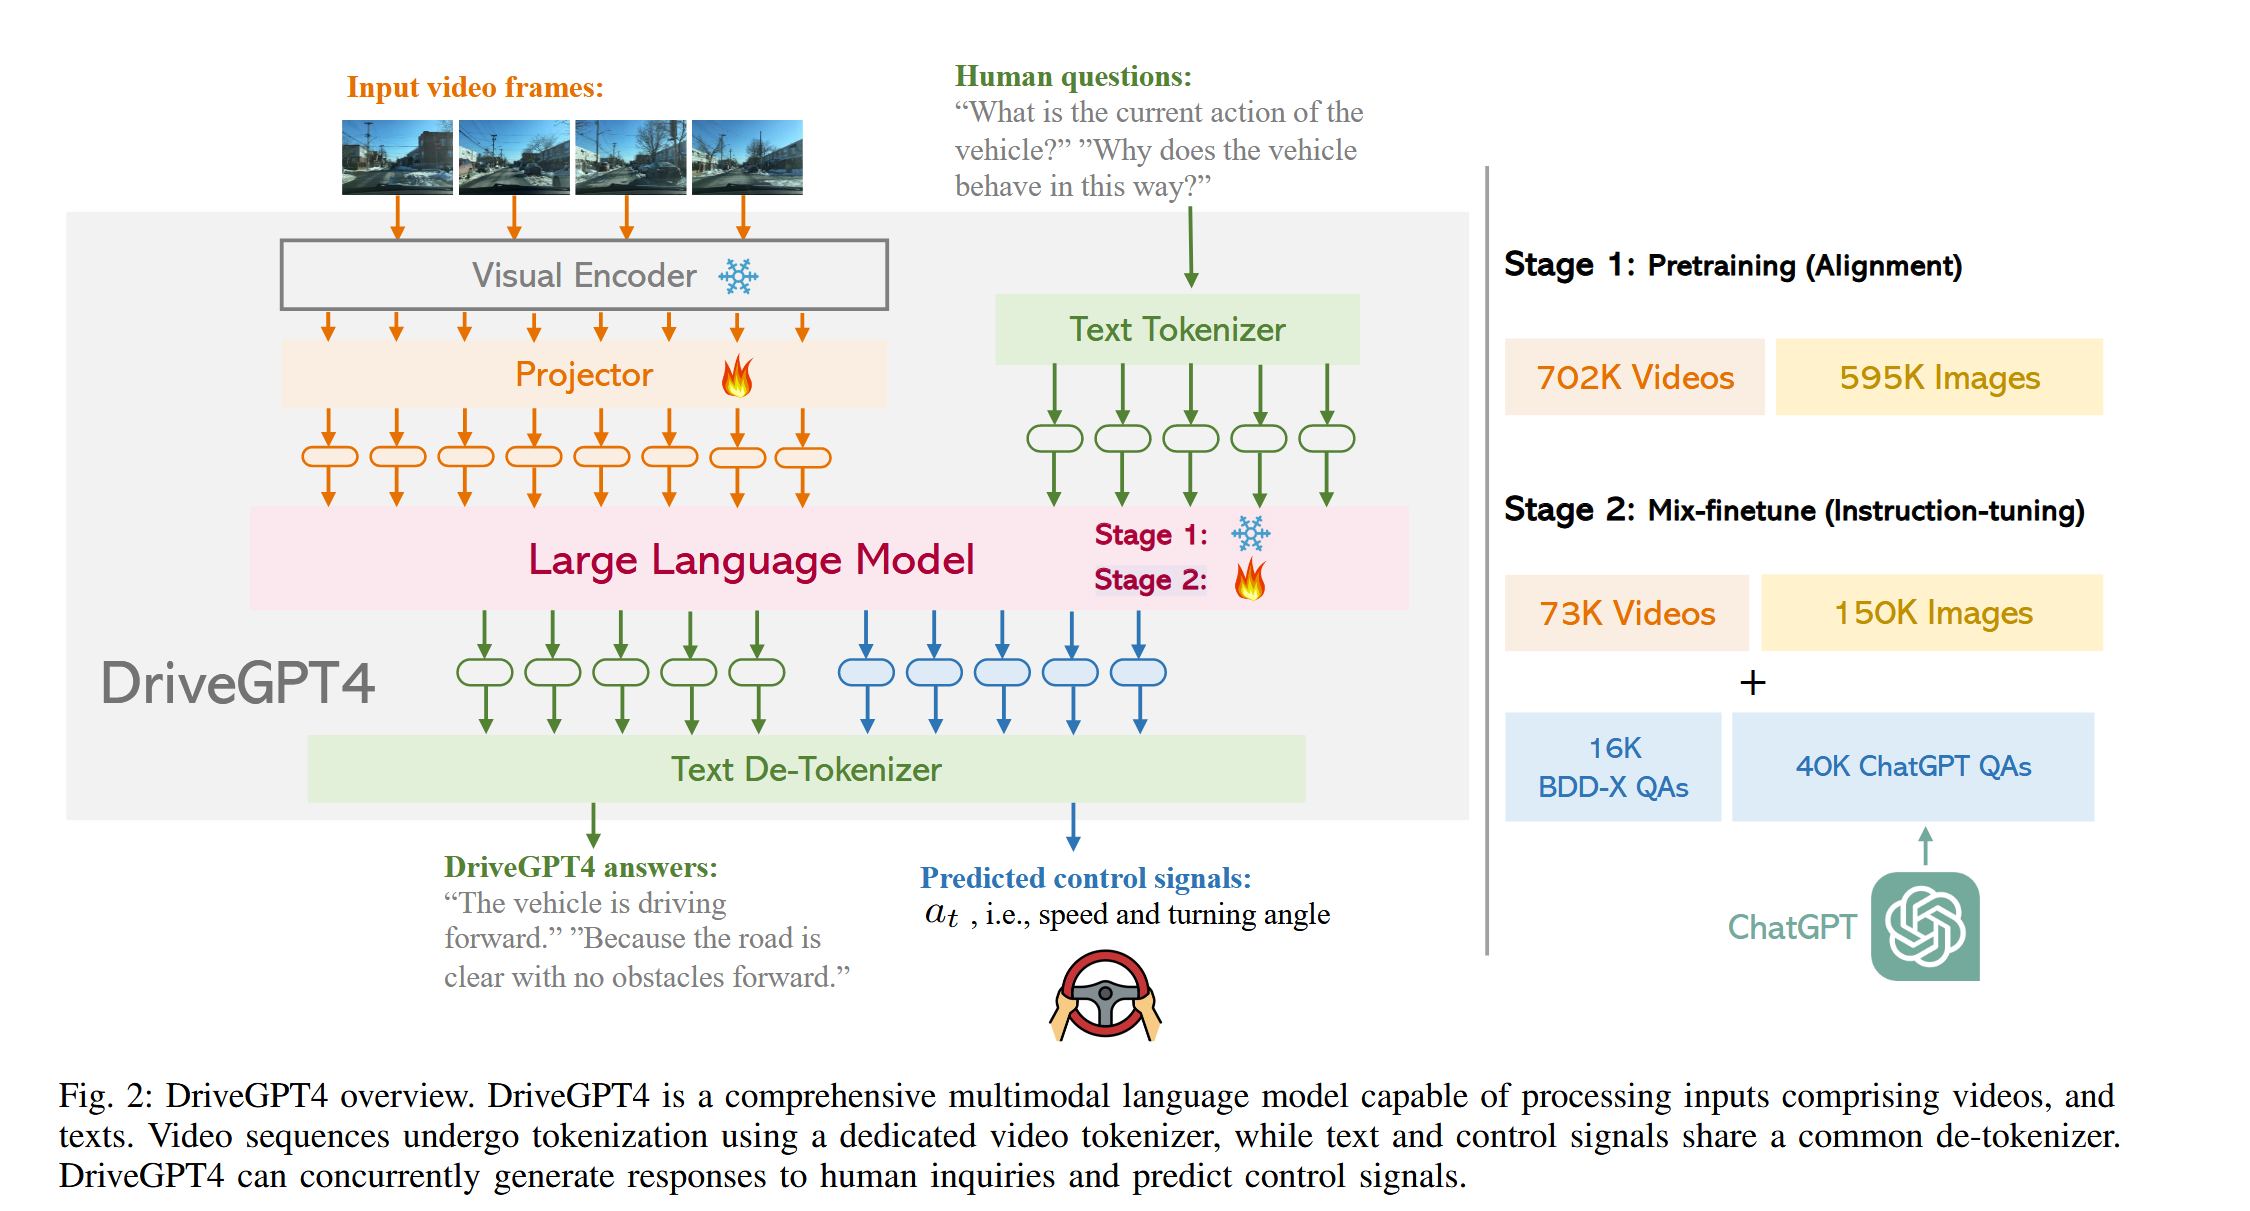 Input video frames:
Human questions:
“What is the current action of the
vehicle?” ”Why does the vehicle
behave in this way?”
Visual Encoder
Text Tokenizer
Projector
Large Language Model
Stage 1:
Stage 2:
DriveGPT4
Text De-Tokenizer
DriveGPT4 answers:
“The vehicle is driving
forward.” ”Because the road is
clear with no obstacles forward.”
Predicted control signals:
aₜ , i.e., speed and turning angle
Stage 1: Pretraining (Alignment)
702K Videos
595K Images
Stage 2: Mix-finetune (Instruction-tuning)
73K Videos
150K Images
+
16K
BDD-X QAs
40K ChatGPT QAs
ChatGPT
Fig. 2: DriveGPT4 overview. DriveGPT4 is a comprehensive multimodal language model capable of processing inputs comprising videos, and
texts. Video sequences undergo tokenization using a dedicated video tokenizer, while text and control signals share a common de-tokenizer.
DriveGPT4 can concurrently generate responses to human inquiries and predict control signals.